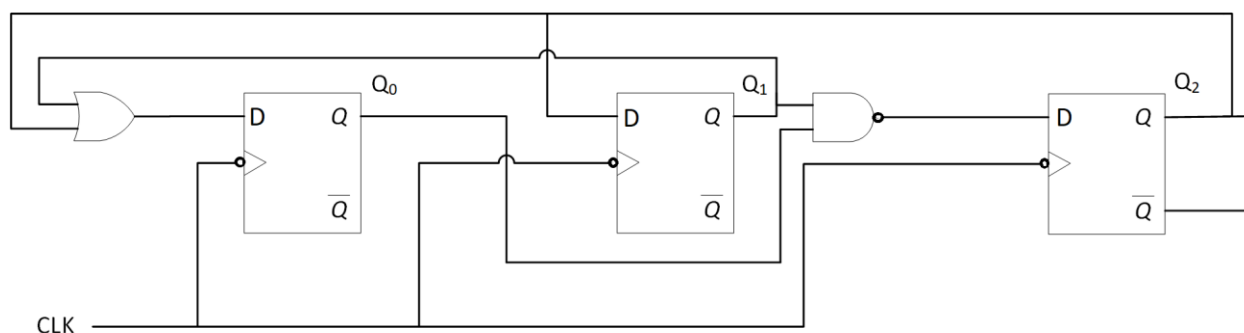 Q₀ Q₁ Q₂
D Q D Q D Q
Q̅ Q̅ Q̅
CLK